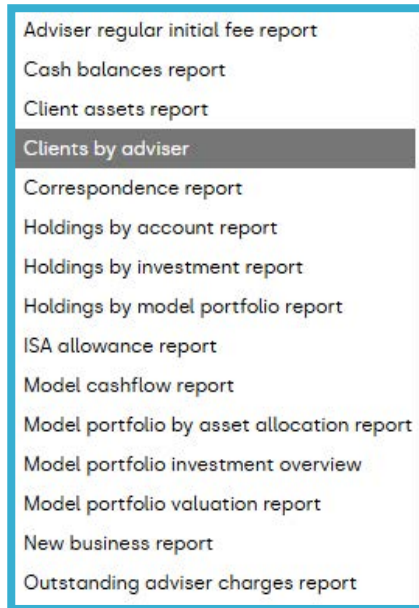 Adviser regular initial fee report
Cash balances report
Client assets report
Clients by adviser
Correspondence report
Holdings by account report
Holdings by investment report
Holdings by model portfolio report
ISA allowance report
Model cashflow report
Model portfolio by asset allocation report
Model portfolio investment overview
Model portfolio valuation report
New business report
Outstanding adviser charges report